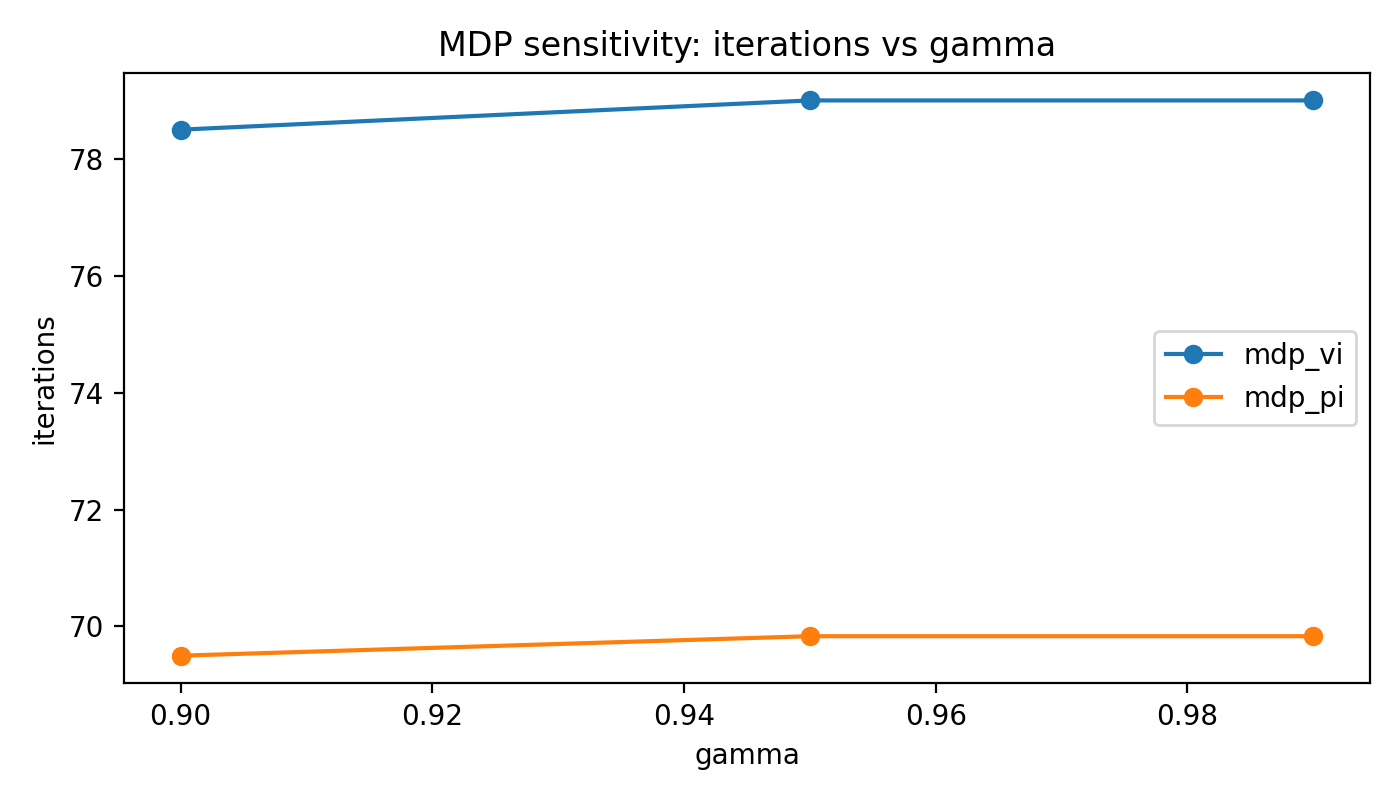 MDP sensitivity: iterations vs gamma
iterations
78
76
74
72
70
mdp_vi
mdp_pi
0.90 0.92 0.94 0.96 0.98
gamma